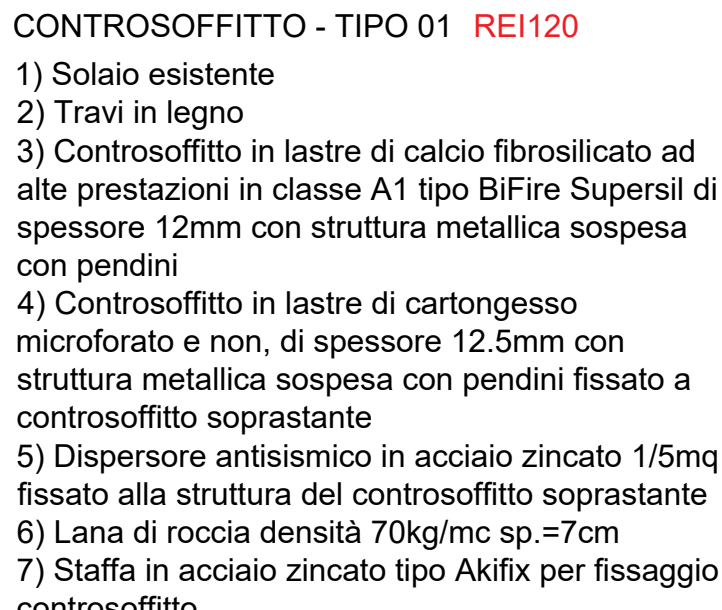 CONTROSOFFITTO - TIPO 01 REI120
1) Solaio esistente
2) Travi in legno
3) Controsoffitto in lastre di calcio fibrosilicato ad
alte prestazioni in classe A1 tipo BiFire Supersil di
spessore 12mm con struttura metallica sospesa
con pendini
4) Controsoffitto in lastre di cartongesso
microforato e non, di spessore 12.5mm con
struttura metallica sospesa con pendini fissato a
controsoffitto soprastante
5) Dispersore antisismico in acciaio zincato 1/5mq
fissato alla struttura del controsoffitto soprastante
6) Lana di roccia densità 70kg/mc sp.=7cm
7) Staffa in acciaio zincato tipo Akifix per fissaggio
controsoffitto